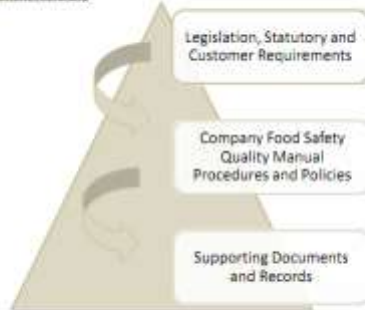 Legislation, Statutory and
Customer Requirements
Company Food Safety
Quality Manual
Procedures and Policies
Supporting Documents
and Records